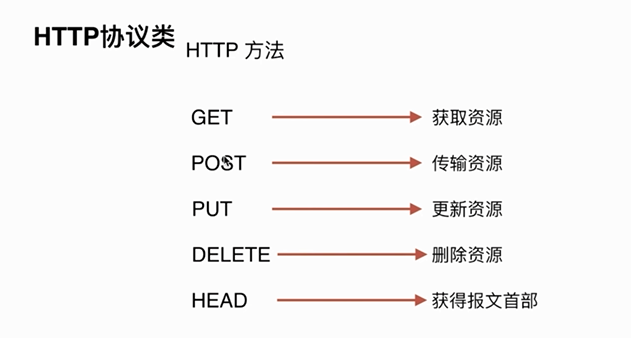 HTTP协议类
HTTP 方法
GET 获取资源
POST 传输资源
PUT 更新资源
DELETE 删除资源
HEAD 获得报文首部